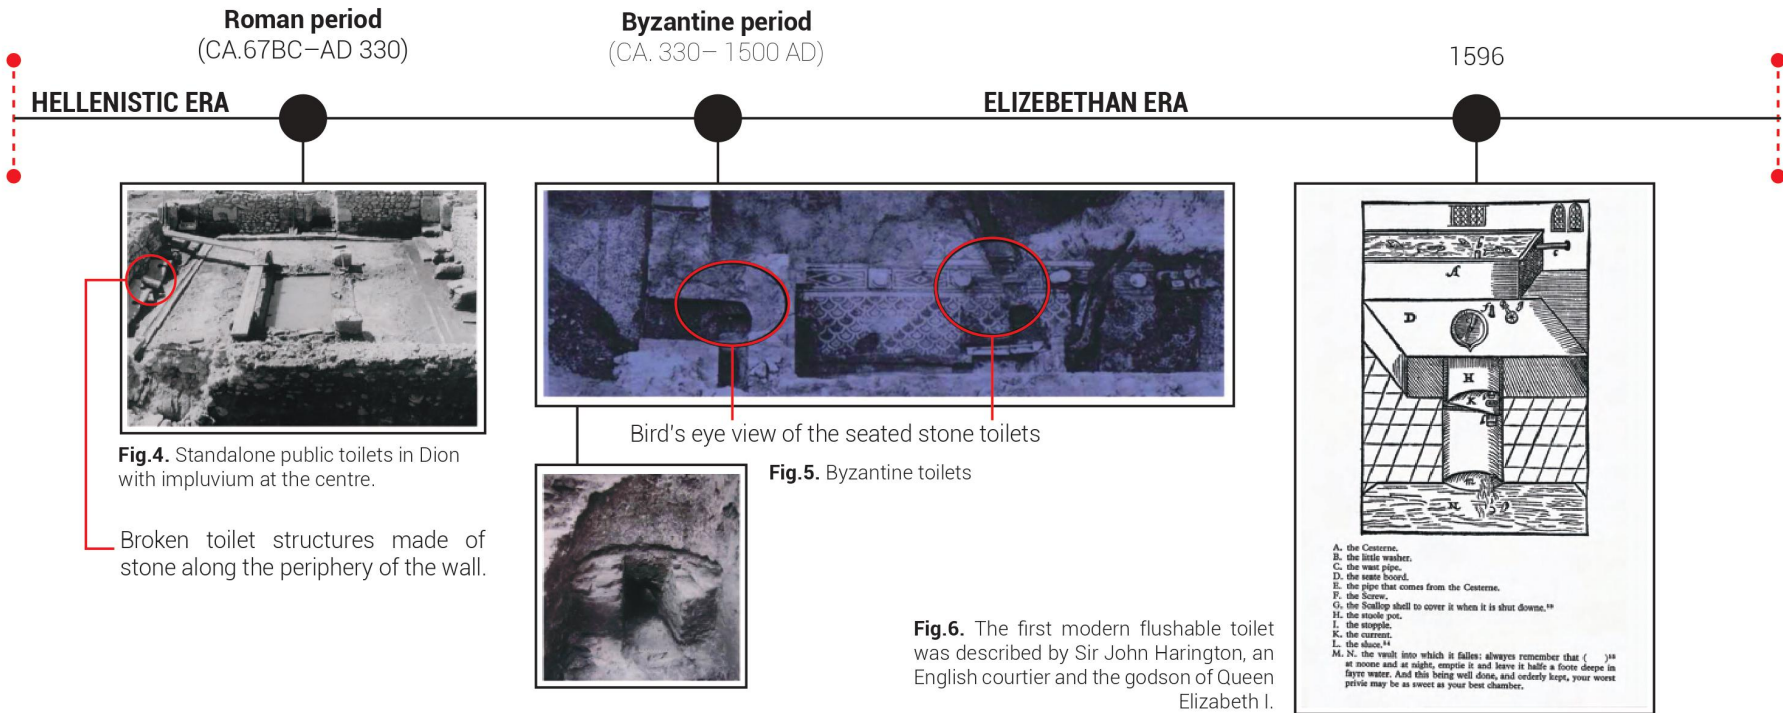 Roman period
(CA.67BC–AD 330)
Byzantine period
(CA. 330– 1500 AD)
1596
HELLENISTIC ERA
ELIZEBETHAN ERA
Fig.4. Standalone public toilets in Dion
with impluvium at the centre.
Broken toilet structures made of
stone along the periphery of the wall.
Bird's eye view of the seated stone toilets
Fig.5. Byzantine toilets
Fig.6. The first modern flushable toilet
was described by Sir John Harington, an
English courtier and the godson of Queen
Elizabeth I.
A
D
H
K
m
N
A. the Cesterne.
B. the little washer.
C. the wast pipe.
D. the seate boord.
E. the pipe that comes from the Cesterne.
F. the Screw.
G. the Scallop shell to cover it when it is shut downe.
H. the stoole pot.
I. the stopple.
K. the current.
L. the sluce.
M. N. the vault into which it falles: alwayes remember that ( )
at noone and at night, emptie it and leave it halfe a foote deepe in
fayre water. And this being well done, and orderly kept, your worst
privie may be as sweet as your best chamber.